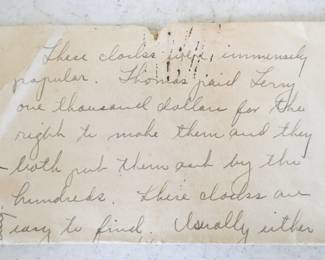 These clocks were immensely
popular. Thomas paid Terry
one thousand dollars for the
right to make them and they
both put them out by the
hundreds. These clocks are
easy to find. Usually either